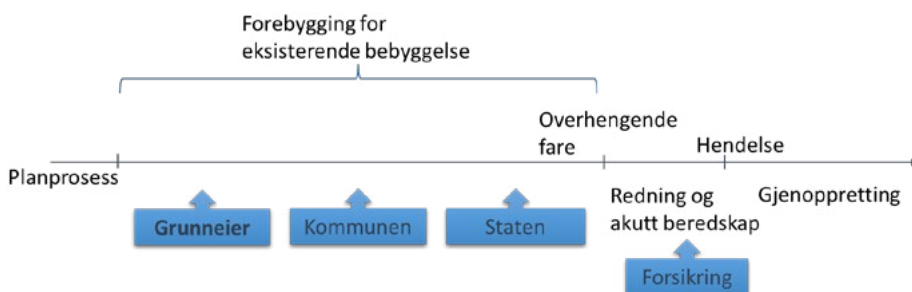 Forebygging for
eksisterende bebyggelse
Overhengende
fare
Hendelse
Planprosess
Grunneier
Kommunen
Staten
Redning og
akutt beredskap
Gjenoppretting
Forsikring